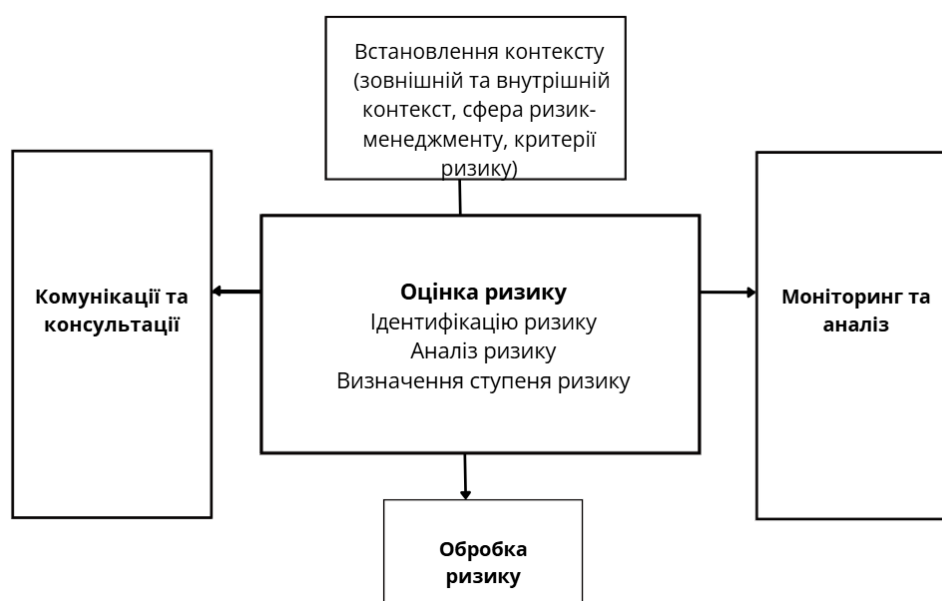 Встановлення контексту
(зовнішній та внутрішній
контекст, сфера ризик-
менеджменту, критерії
ризику)
Комунікації та
консультації
Оцінка ризику
Ідентифікацію ризику
Аналіз ризику
Визначення ступеня ризику
Моніторинг та
аналіз
Обробка
ризику